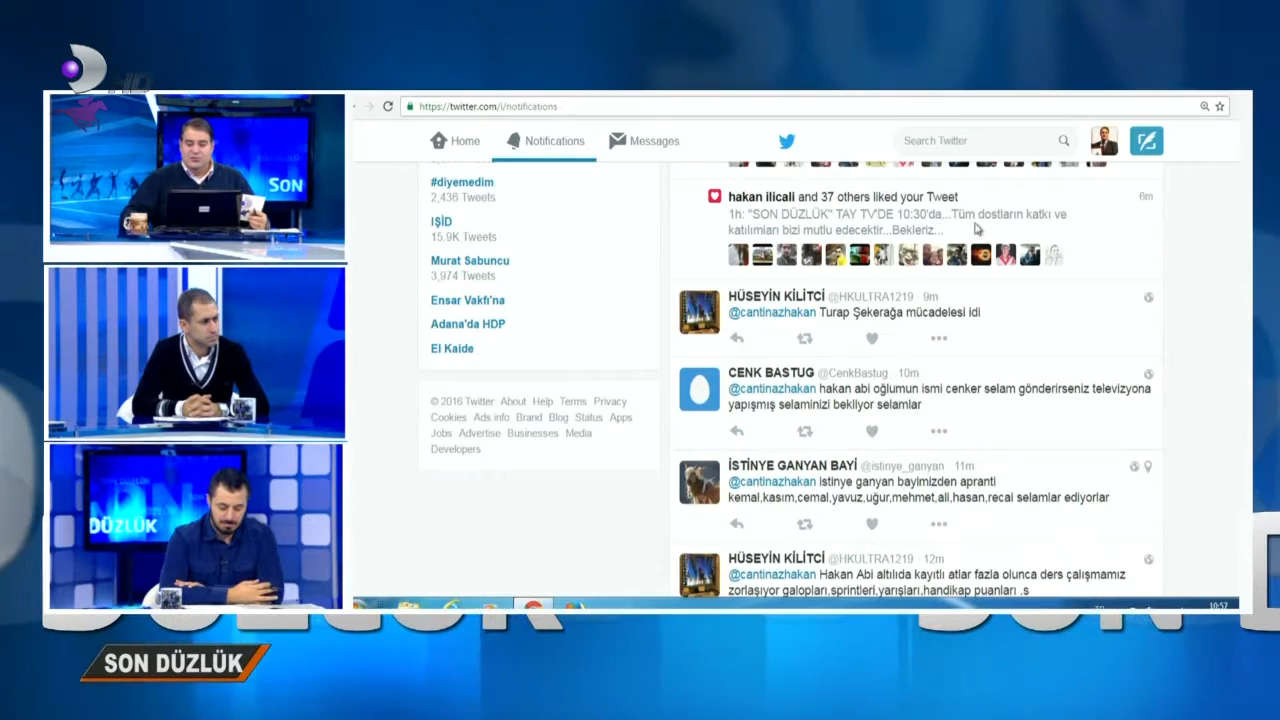 HD
SON
DÜZLÜK
https://twitter.com/i/notifications
Home
Notifications
Messages
Search Twitter
#diyemedim
2,436 Tweets
IŞİD
15.9K Tweets
Murat Sabuncu
3,974 Tweets
Ensar Vakfı'na
Adana'da HDP
El Kaide
© 2016 Twitter About Help Terms Privacy
Cookies Ads info Brand Blog Status Apps
Jobs Advertise Businesses Media
Developers
hakan ilicali and 37 others liked your Tweet 6m
1h: "SON DÜZLÜK" TAY TV'DE 10:30'da...Tüm dostların katkı ve
katılımları bizi mutlu edecektir...Bekleriz...
HÜSEYİN KİLİTCİ @HKULTRA1219 9m
@cantinazhakan Turap Şekerağa mücadelesi idi
CENK BASTUG @CenkBastug 10m
@cantinazhakan hakan abi oğlumun ismi cenker selam gönderirseniz televizyona
yapışmış selaminizi bekliyor selamlar
İSTİNYE GANYAN BAYİ @istinye_ganyan 11m
@cantinazhakan istinye ganyan bayimizden apranti
kemal,kasım,cemal,yavuz,uğur,mehmet,ali,hasan,recai selamlar ediyorlar
HÜSEYİN KİLİTCİ @HKULTRA1219 · 12m
@cantinazhakan Hakan Abi altılıda kayıtlı atlar fazla olunca ders çalışmamız
zorlaşıyor galopları,sprintleri,yarışları,handikap puanları .s
10:57
SON DÜZLÜK